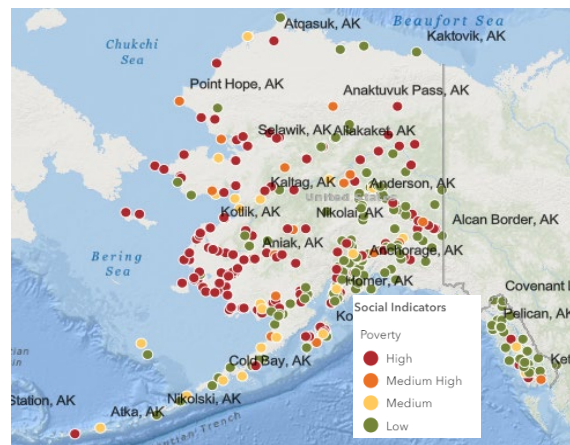 Atqasuk, AK
Beaufort Sea
Kaktovik, AK
Chukchi
Sea
Point Hope, AK
Anaktuvuk Pass, AK
Selawik, AK
Allakaket, AK
Kaltag, AK
Anderson, AK
United States
Kotlik, AK
Nikolai, AK
Alcan Border, AK
Aniak, AK
Anchorage, AK
Bering
Sea
Homer, AK
Covenant L
Social Indicators
Ko
Pelican, AK
Poverty
High
Cold Bay, AK
Ket
Medium High
Medium
Station, AK
Nikolski, AK
Atka, AK
Low
Trench